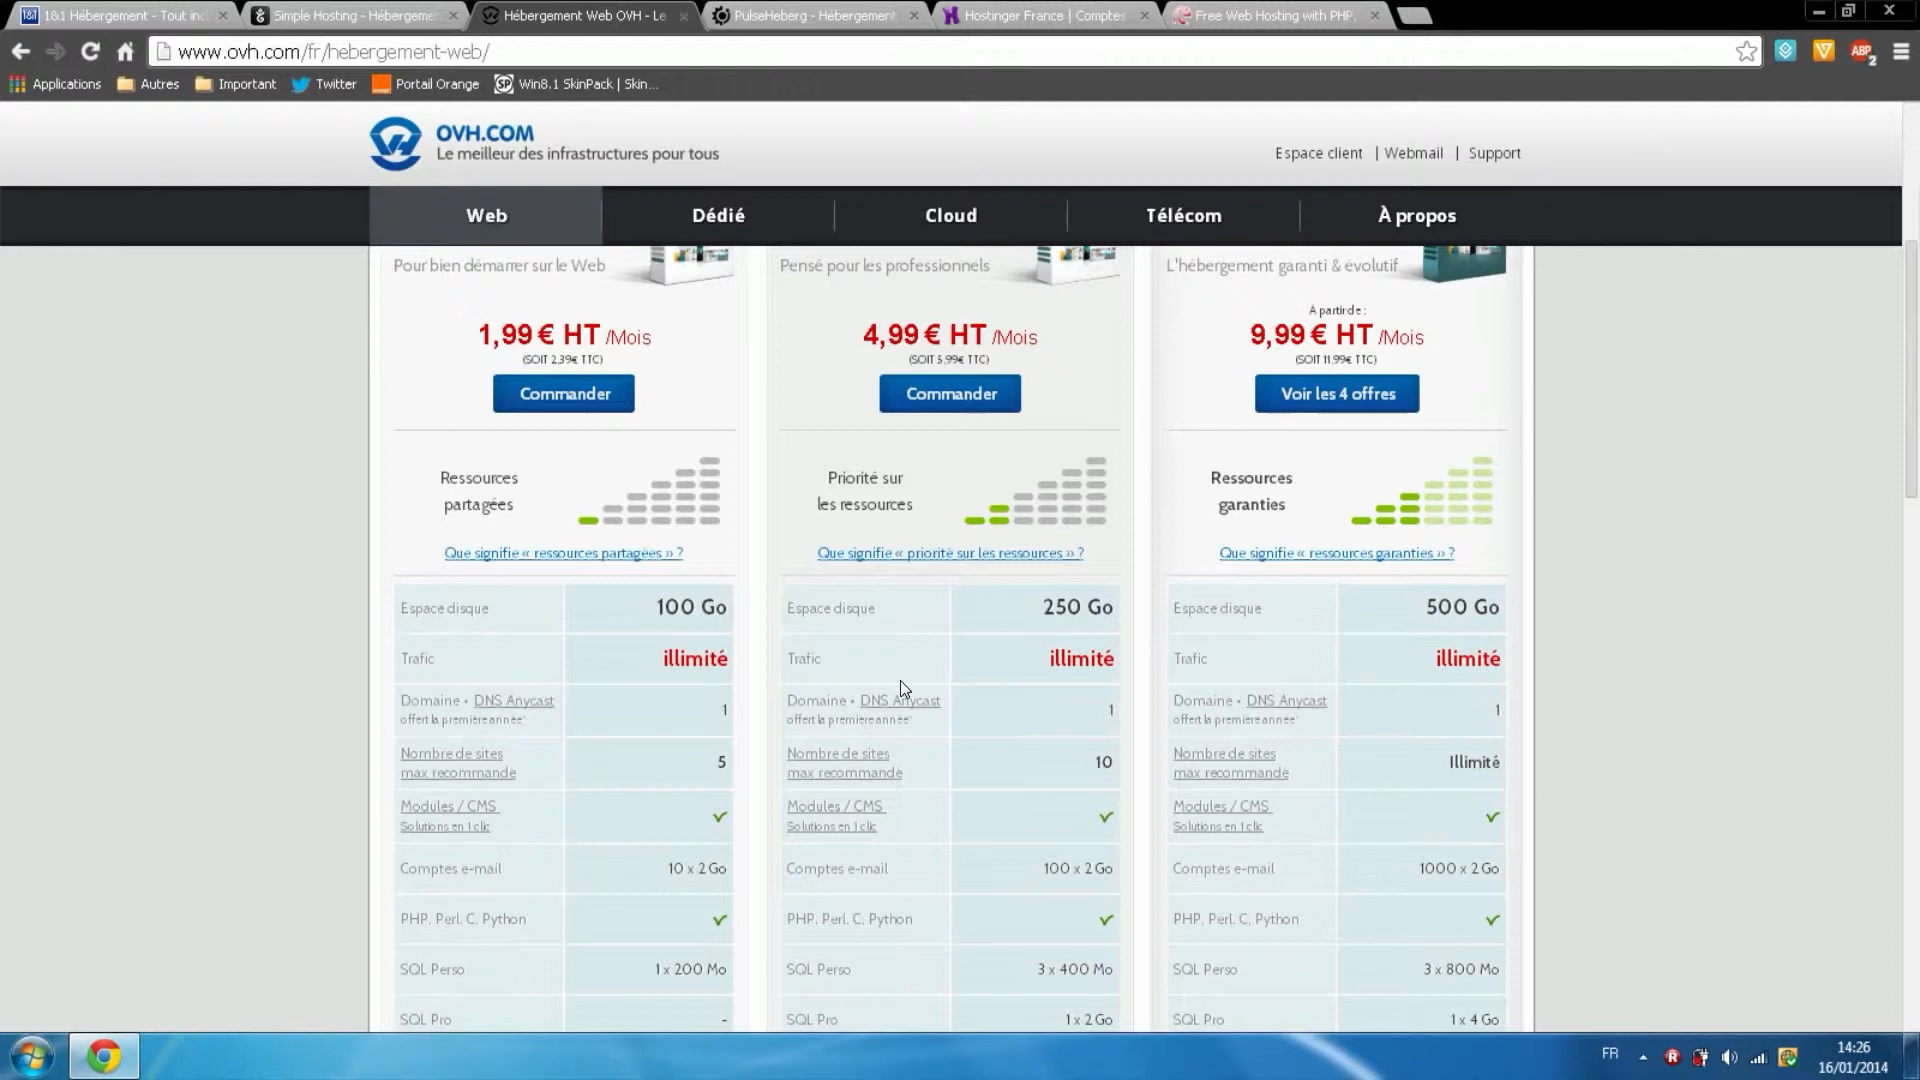 1&1 Hébergement - Tout inc
Simple Hosting - Hébergeme
Hébergement Web OVH - Le
PulseHeberg - Hébergement
Hostinger France | Comptes
Free Web Hosting with PHP,
www.ovh.com/fr/hebergement-web/
ABP
2
Applications
Autres
Important
Twitter
Portail Orange
SP
Win8.1 SkinPack | Skin...
OVH.COM
Le meilleur des infrastructures pour tous
Espace client | Webmail | Support
Web
Dédié
Cloud
Télécom
À propos
Pour bien démarrer sur le Web
Pensé pour les professionnels
L'hébergement garanti & évolutif
À partir de :
1,99 € HT /Mois
4,99 € HT /Mois
9,99 € HT /Mois
(SOIT 2,39€ TTC)
(SOIT 5,99€ TTC)
(SOIT 11,99€ TTC)
Commander
Commander
Voir les 4 offres
Ressources
partagées
Priorité sur
les ressources
Ressources
garanties
Que signifie « ressources partagées » ?
Que signifie « priorité sur les ressources » ?
Que signifie « ressources garanties » ?
Espace disque 100 Go
Espace disque 250 Go
Espace disque 500 Go
Trafic illimité
Trafic illimité
Trafic illimité
Domaine • DNS Anycast
offert la première année*
1
Domaine • DNS Anycast
offert la première année*
1
Domaine • DNS Anycast
offert la première année*
1
Nombre de sites
max recommandé
5
Nombre de sites
max recommandé
10
Nombre de sites
max recommandé
Illimité
Modules / CMS
Solutions en 1 clic
Modules / CMS
Solutions en 1 clic
Modules / CMS
Solutions en 1 clic
Comptes e-mail 10 x 2 Go
Comptes e-mail 100 x 2 Go
Comptes e-mail 1000 x 2 Go
PHP, Perl, C, Python
PHP, Perl, C, Python
PHP, Perl, C, Python
SQL Perso 1 x 200 Mo
SQL Perso 3 x 400 Mo
SQL Perso 3 x 800 Mo
SQL Pro -
SQL Pro 1 x 2 Go
SQL Pro 1 x 4 Go
FR
14:26
16/01/2014